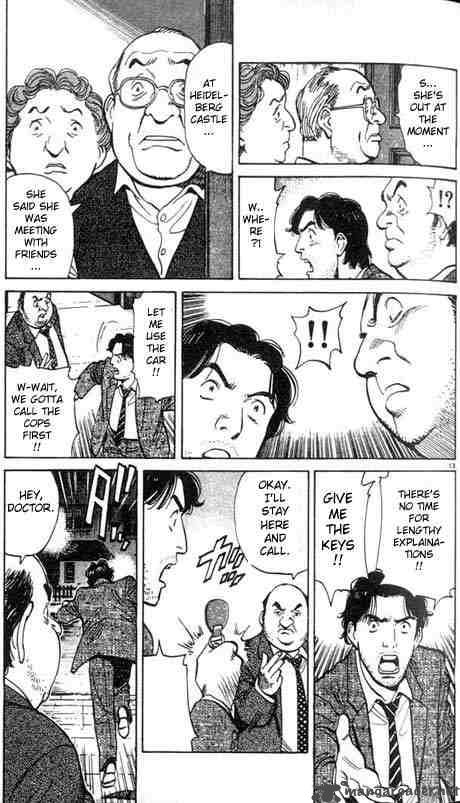 S...
SHE'S
OUT AT
THE
MOMENT
...
AT
HEIDEL-
BERG
CASTLE
...
SHE
SAID SHE
WAS
MEETING
WITH
FRIENDS
...
!?
W..
WHE-
RE
?!
!!
LET
ME USE
THE
CAR
!!
W-WAIT,
WE GOTTA
CALL THE
COPS
FIRST
!!
13
THERE'S
NO TIME
FOR
LENGTHY
EXPLAINA-
TIONS
!!
GIVE
ME
THE
KEYS
!!
OKAY.
I'LL
STAY
HERE
AND
CALL.
HEY,
DOCTOR.
mangareader.net